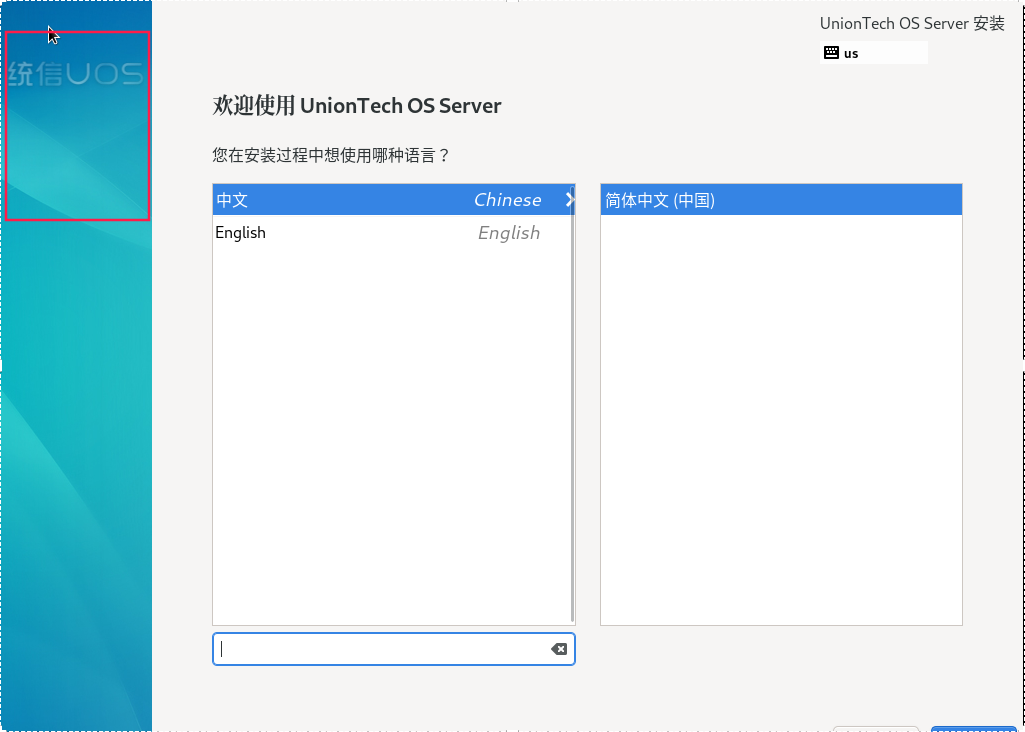 UnionTech OS Server 安装
us
统信UOS
欢迎使用 UnionTech OS Server
您在安装过程中想使用哪种语言？
中文 Chinese
English English
简体中文 (中国)